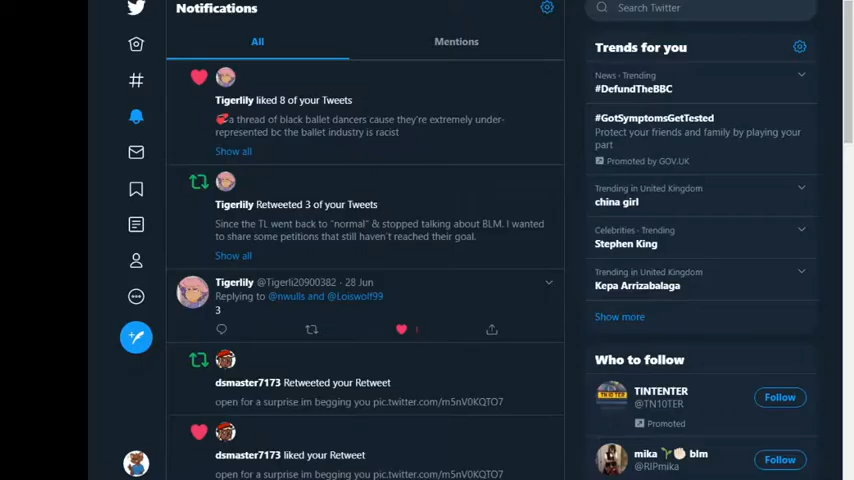 Notifications
All
Mentions
Tigerlily liked 8 of your Tweets
a thread of black ballet dancers cause they're extremely under-
represented bc the ballet industry is racist
Show all
Tigerlily Retweeted 3 of your Tweets
Since the TL went back to "normal" & stopped talking about BLM. I wanted
to share some petitions that still haven't reached their goal.
Show all
Tigerlily @Tigerli20900382 · 28 Jun
Replying to @nwulls and @Loiswolf99
3
1
dsmaster7173 Retweeted your Retweet
open for a surprise im begging you pic.twitter.com/m5nV0KQTO7
dsmaster7173 liked your Retweet
open for a surprise im begging you pic.twitter.com/m5nV0KQTO7
Search Twitter
Trends for you
News · Trending
#DefundTheBBC
#GotSymptomsGetTested
Protect your friends and family by playing your
part
Promoted by GOV.UK
Trending in United Kingdom
china girl
Celebrities · Trending
Stephen King
Trending in United Kingdom
Kepa Arrizabalaga
Show more
Who to follow
TINTENTER
@TN10TER
Follow
Promoted
mika blm
@RIPmika
Follow